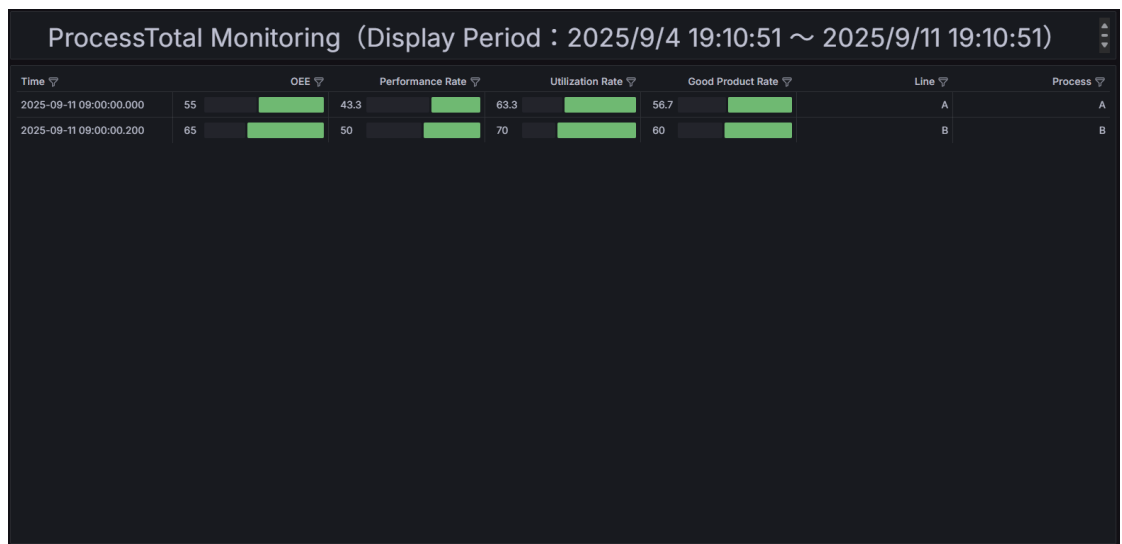 ProcessTotal Monitoring（Display Period：2025/9/4 19:10:51 ～ 2025/9/11 19:10:51）
Time OEE Performance Rate Utilization Rate Good Product Rate Line Process
2025-09-11 09:00:00.000 55 43.3 63.3 56.7 A A
2025-09-11 09:00:00.200 65 50 70 60 B B